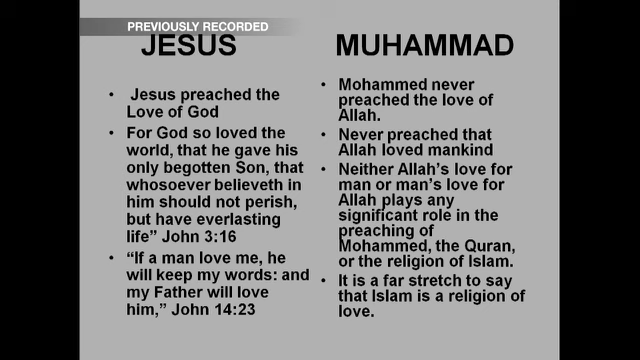 PREVIOUSLY RECORDED
JESUS
• Jesus preached the
Love of God
• For God so loved the
world, that he gave his
only begotten Son, that
whosoever believeth in
him should not perish,
but have everlasting
life” John 3:16
• “If a man love me, he
will keep my words: and
my Father will love
him,” John 14:23
MUHAMMAD
• Mohammed never
preached the love of
Allah.
• Never preached that
Allah loved mankind
• Neither Allah’s love for
man or man’s love for
Allah plays any
significant role in the
preaching of
Mohammed, the Quran,
or the religion of Islam.
• It is a far stretch to say
that Islam is a religion of
love.